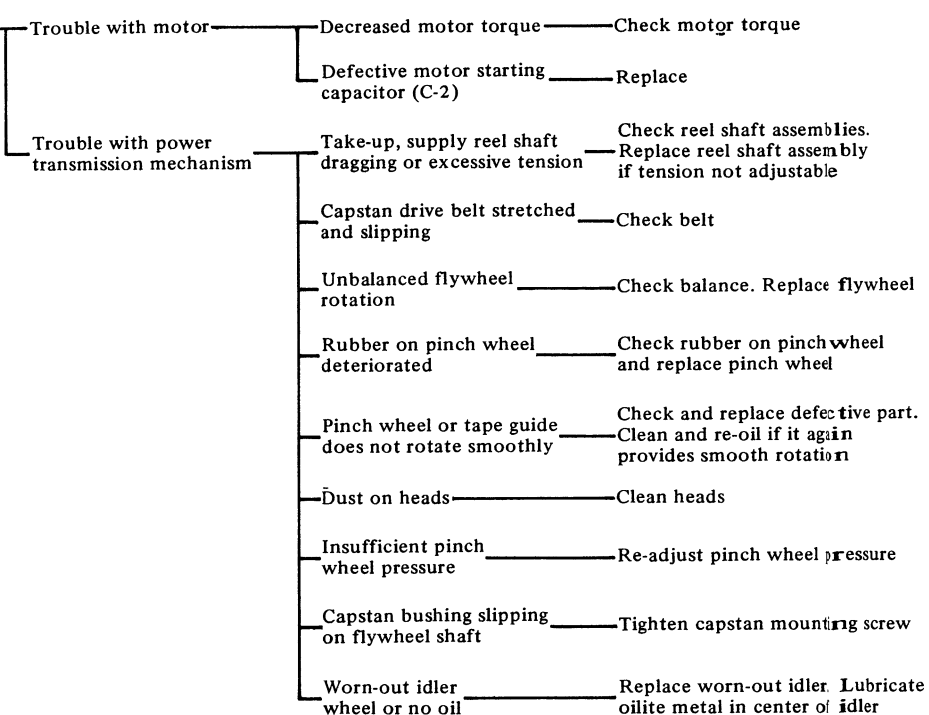 Trouble with motor
Decreased motor torque
Check motor torque
Defective motor starting
capacitor (C-2)
Replace
Trouble with power
transmission mechanism
Take-up, supply reel shaft
dragging or excessive tension
Check reel shaft assemblies.
Replace reel shaft assembly
if tension not adjustable
Capstan drive belt stretched
and slipping
Check belt
Unbalanced flywheel
rotation
Check balance. Replace flywheel
Rubber on pinch wheel
deteriorated
Check rubber on pinch wheel
and replace pinch wheel
Pinch wheel or tape guide
does not rotate smoothly
Check and replace defective part.
Clean and re-oil if it again
provides smooth rotation
Dust on heads
Clean heads
Insufficient pinch
wheel pressure
Re-adjust pinch wheel pressure
Capstan bushing slipping
on flywheel shaft
Tighten capstan mounting screw
Worn-out idler
wheel or no oil
Replace worn-out idler. Lubricate
oilite metal in center of idler